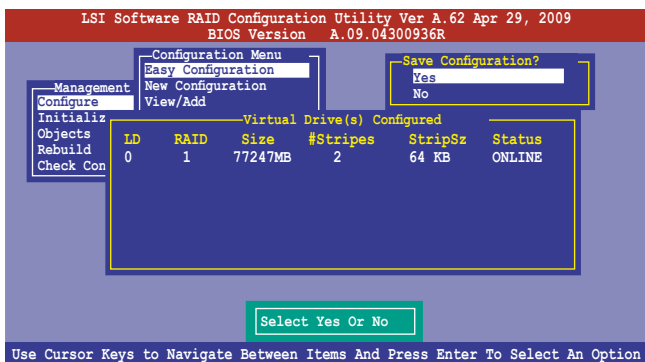 LSI Software RAID Configuration Utility Ver A.62 Apr 29, 2009
BIOS Version A.09.04300936R
Configuration Menu
Easy Configuration
New Configuration
View/Add
Save Configuration?
Yes
No
Management
Configure
Initializ
Objects
Rebuild
Check Con
Virtual Drive(s) Configured
LD RAID Size #Stripes StripSz Status
0 1 77247MB 2 64 KB ONLINE
Select Yes Or No
Use Cursor Keys to Navigate Between Items And Press Enter To Select An Option